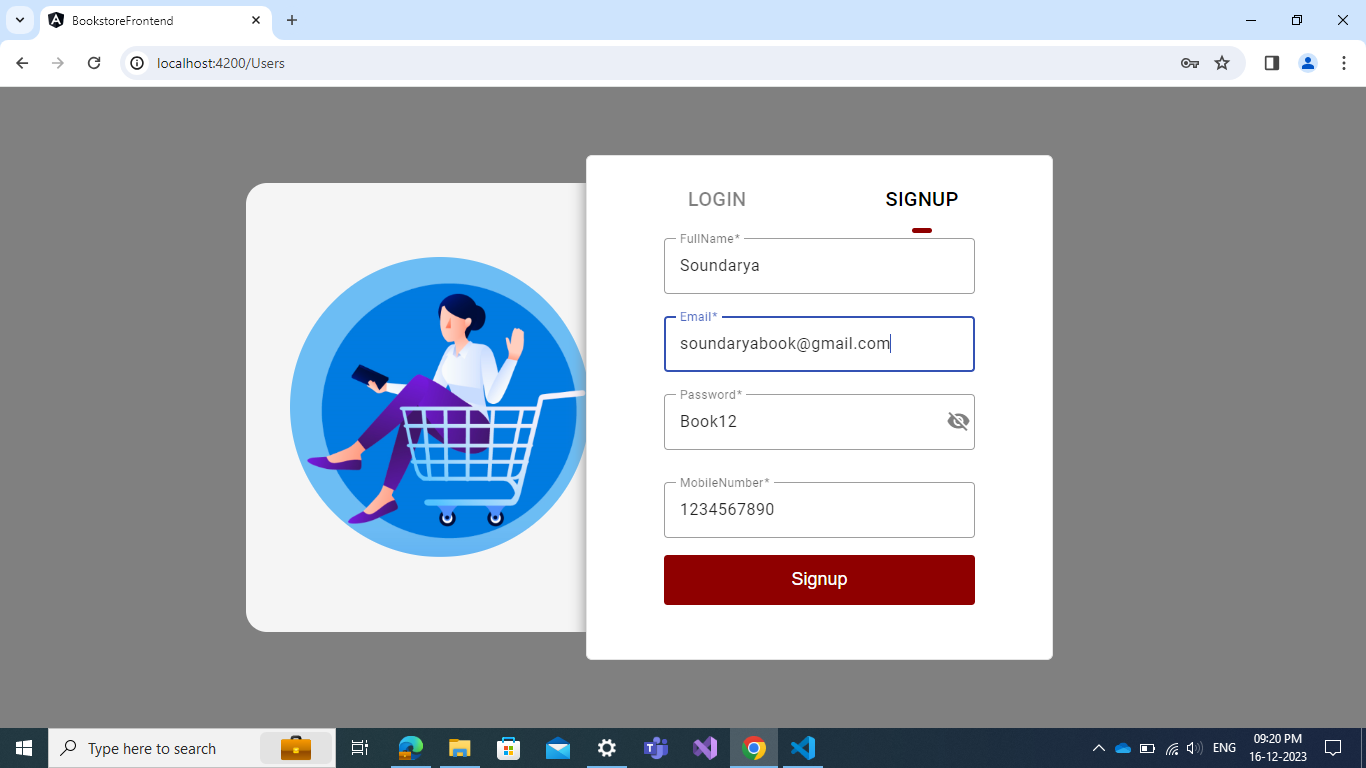 BookstoreFrontend
localhost:4200/Users
LOGIN SIGNUP
FullName*
Soundarya
Email*
soundaryabook@gmail.com
Password*
Book12
MobileNumber*
1234567890
Signup
Type here to search
ENG
09:20 PM
16-12-2023